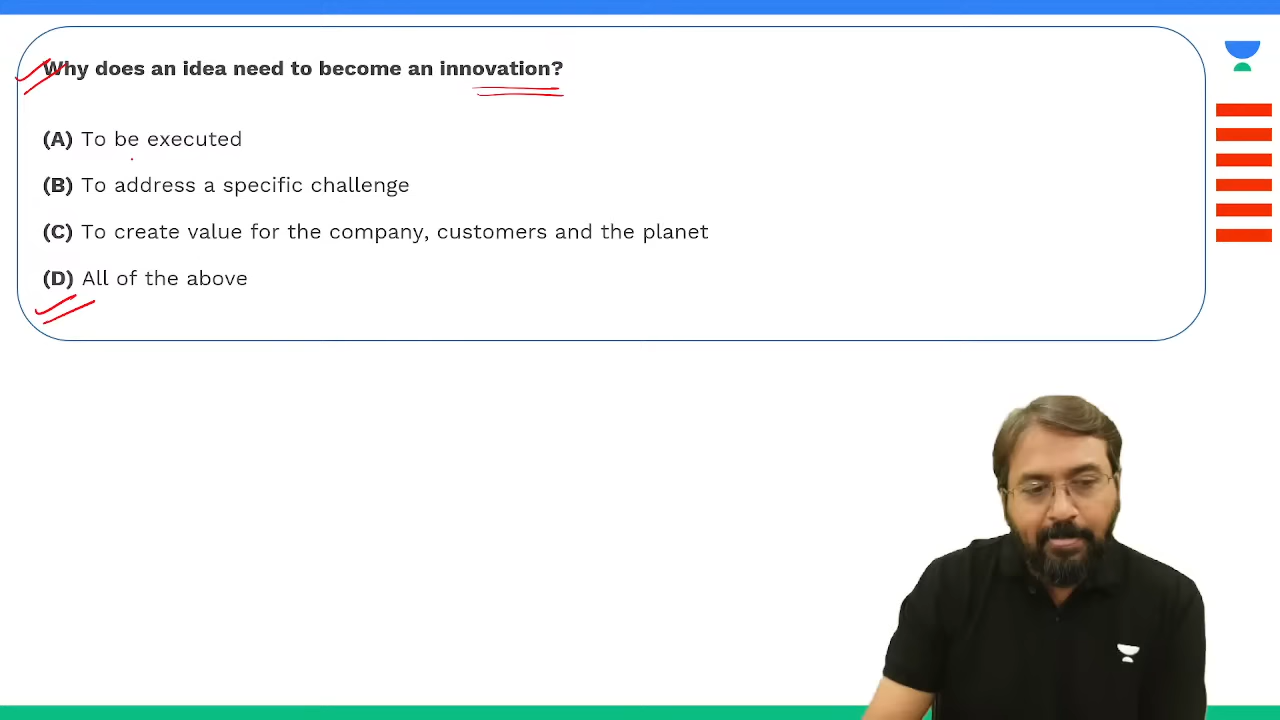 Why does an idea need to become an innovation?
(A) To be executed
(B) To address a specific challenge
(C) To create value for the company, customers and the planet
(D) All of the above